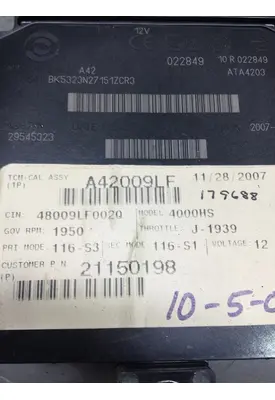 12V
A42
022849
10 R 022849
BK5323N27151ZCR3
ATA4203
29545323
2007-
TCM-CAL ASSY
(1P)
A42009LF
11/28/2007
179688
CIN: 48009LF002Q MODEL 4000HS
GOV RPM: 1950 THROTTLE: J-1939
PRI MODE: 116-S3 SEC MODE 116-S1 VOLTAGE 12
CUSTOMER P N
(P)
21150198
10-5-0